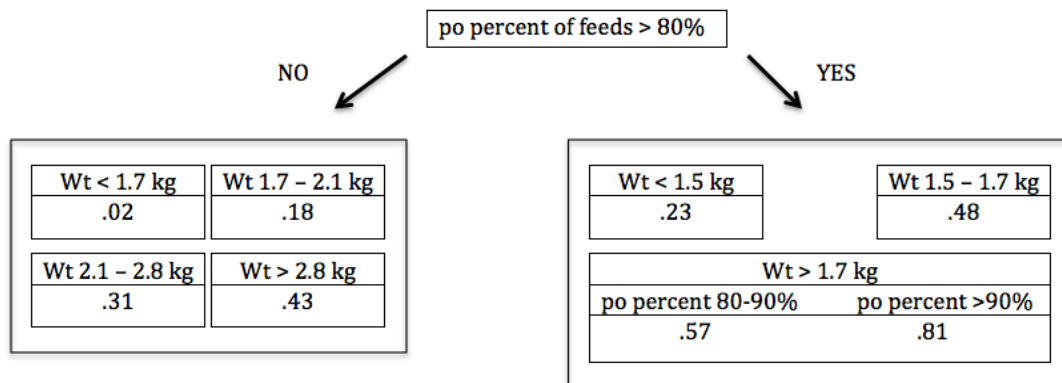 po percent of feeds > 80%
NO
YES
Wt < 1.7 kg
.02
Wt 1.7 – 2.1 kg
.18
Wt 2.1 – 2.8 kg
.31
Wt > 2.8 kg
.43
Wt < 1.5 kg
.23
Wt 1.5 – 1.7 kg
.48
Wt > 1.7 kg
po percent 80-90% po percent >90%
.57 .81